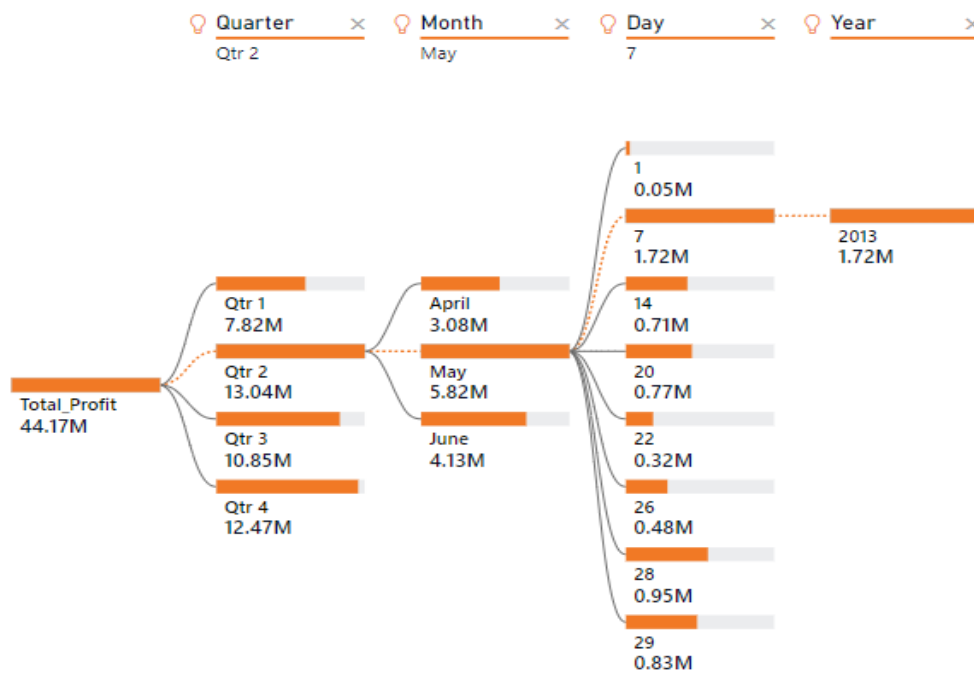 Quarter
Qtr 2
Month
May
Day
7
Year
Total_Profit
44.17M
Qtr 1
7.82M
Qtr 2
13.04M
Qtr 3
10.85M
Qtr 4
12.47M
April
3.08M
May
5.82M
June
4.13M
1
0.05M
7
1.72M
14
0.71M
20
0.77M
22
0.32M
26
0.48M
28
0.95M
29
0.83M
2013
1.72M